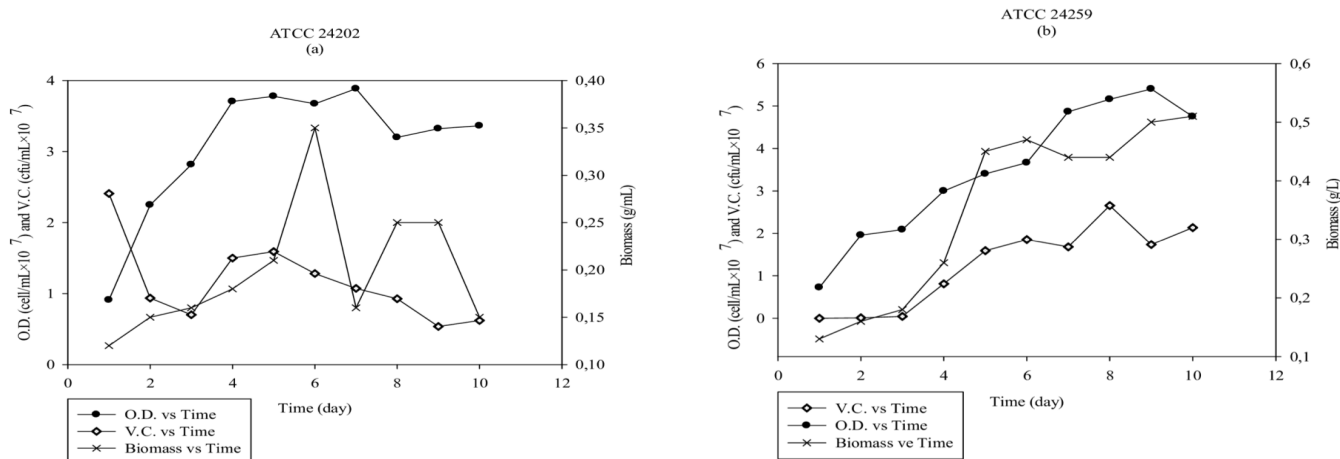 ATCC 24202
(a)
O.D. (cell/mL×10 7) and V.C. (cfu/mL×10 7)
4
3
2
1
0
0,40
0,35
0,30
0,25
0,20
0,15
0,10
Biomass (g/mL)
0 2 4 6 8 10 12
Time (day)
O.D. vs Time
V.C. vs Time
Biomass vs Time
ATCC 24259
(b)
O.D. (cell/mL×10 7) and V.C. (cfu/mL×10 7)
6
5
4
3
2
1
0
0,6
0,5
0,4
0,3
0,2
0,1
Biomass (g/L)
0 2 4 6 8 10 12
Time (day)
V.C. vs Time
O.D. vs Time
Biomass ve Time